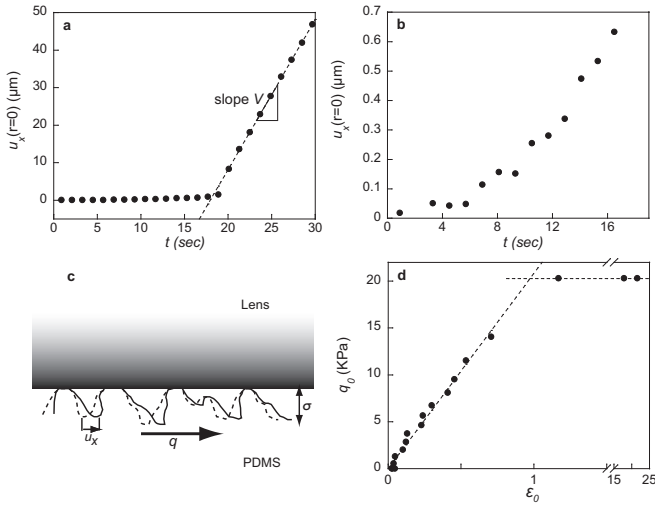 a
50
40
30
20
10
0
u_x(r=0) (μm)
slope V
0 5 10 15 20 25 30
t (sec)
b
0.7
0.6
0.5
0.4
0.3
0.2
0.1
0
u_x(r=0) (μm)
0 4 8 12 16
t (sec)
c
Lens
σ
u_x
q
PDMS
d
20
15
10
5
0
q_0 (KPa)
0 1 15 25
ε_0